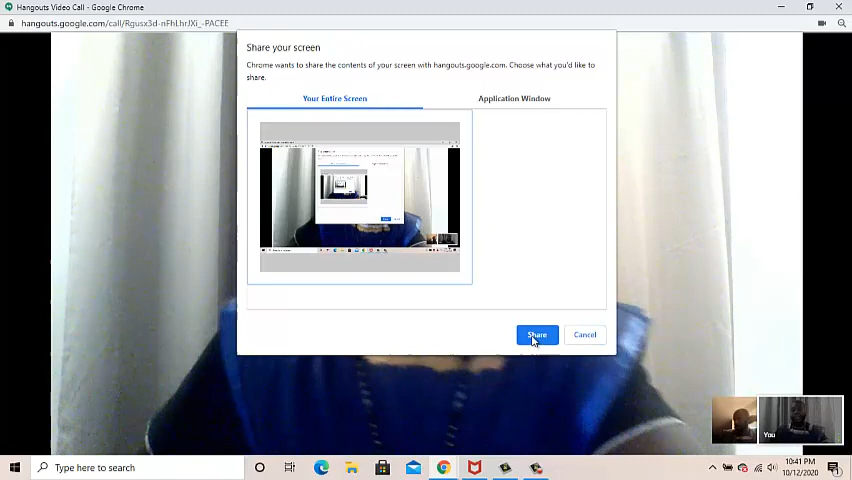 Hangouts Video Call - Google Chrome
hangouts.google.com/call/Rgusx3d-nFhLhrJXi_-PACEE
Share your screen
Chrome wants to share the contents of your screen with hangouts.google.com. Choose what you'd like to
share.
Your Entire Screen
Application Window
Share
Cancel
You
Type here to search
10:41 PM
10/12/2020